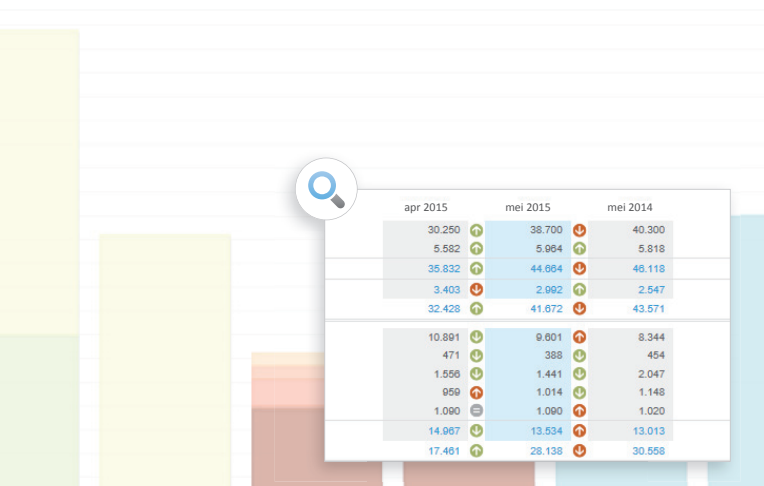 apr 2015 mei 2015 mei 2014
30.250 38.700 40.300
5.582 5.964 5.818
35.832 44.664 46.118
3.403 2.992 2.547
32.428 41.672 43.571
10.891 9.601 8.344
471 388 454
1.556 1.441 2.047
959 1.014 1.148
1.090 1.090 1.020
14.967 13.534 13.013
17.461 28.138 30.558